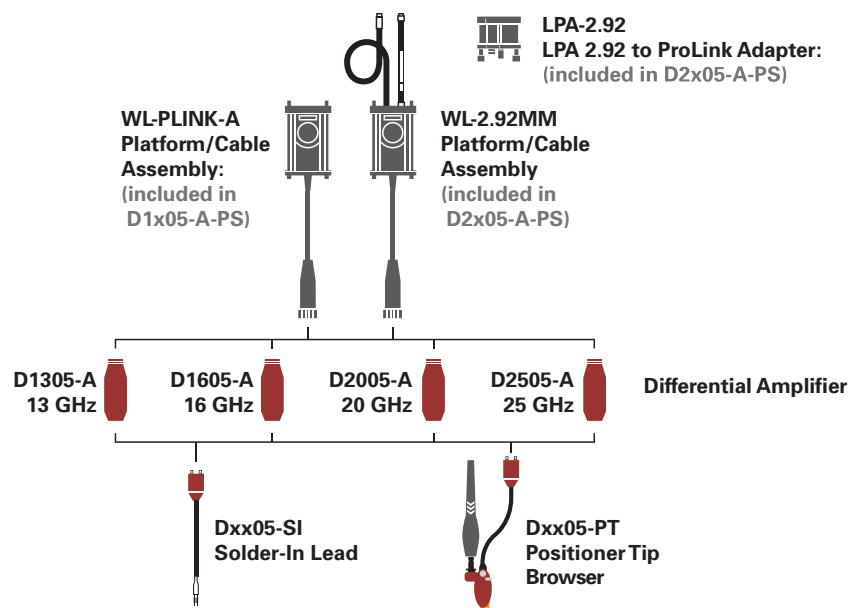 LPA-2.92
LPA 2.92 to ProLink Adapter:
(included in D2x05-A-PS)
WL-PLINK-A
Platform/Cable
Assembly:
(included in
D1x05-A-PS)
WL-2.92MM
Platform/Cable
Assembly
(included in
D2x05-A-PS)
D1305-A
13 GHz
D1605-A
16 GHz
D2005-A
20 GHz
D2505-A
25 GHz
Differential Amplifier
Dxx05-SI
Solder-In Lead
Dxx05-PT
Positioner Tip
Browser